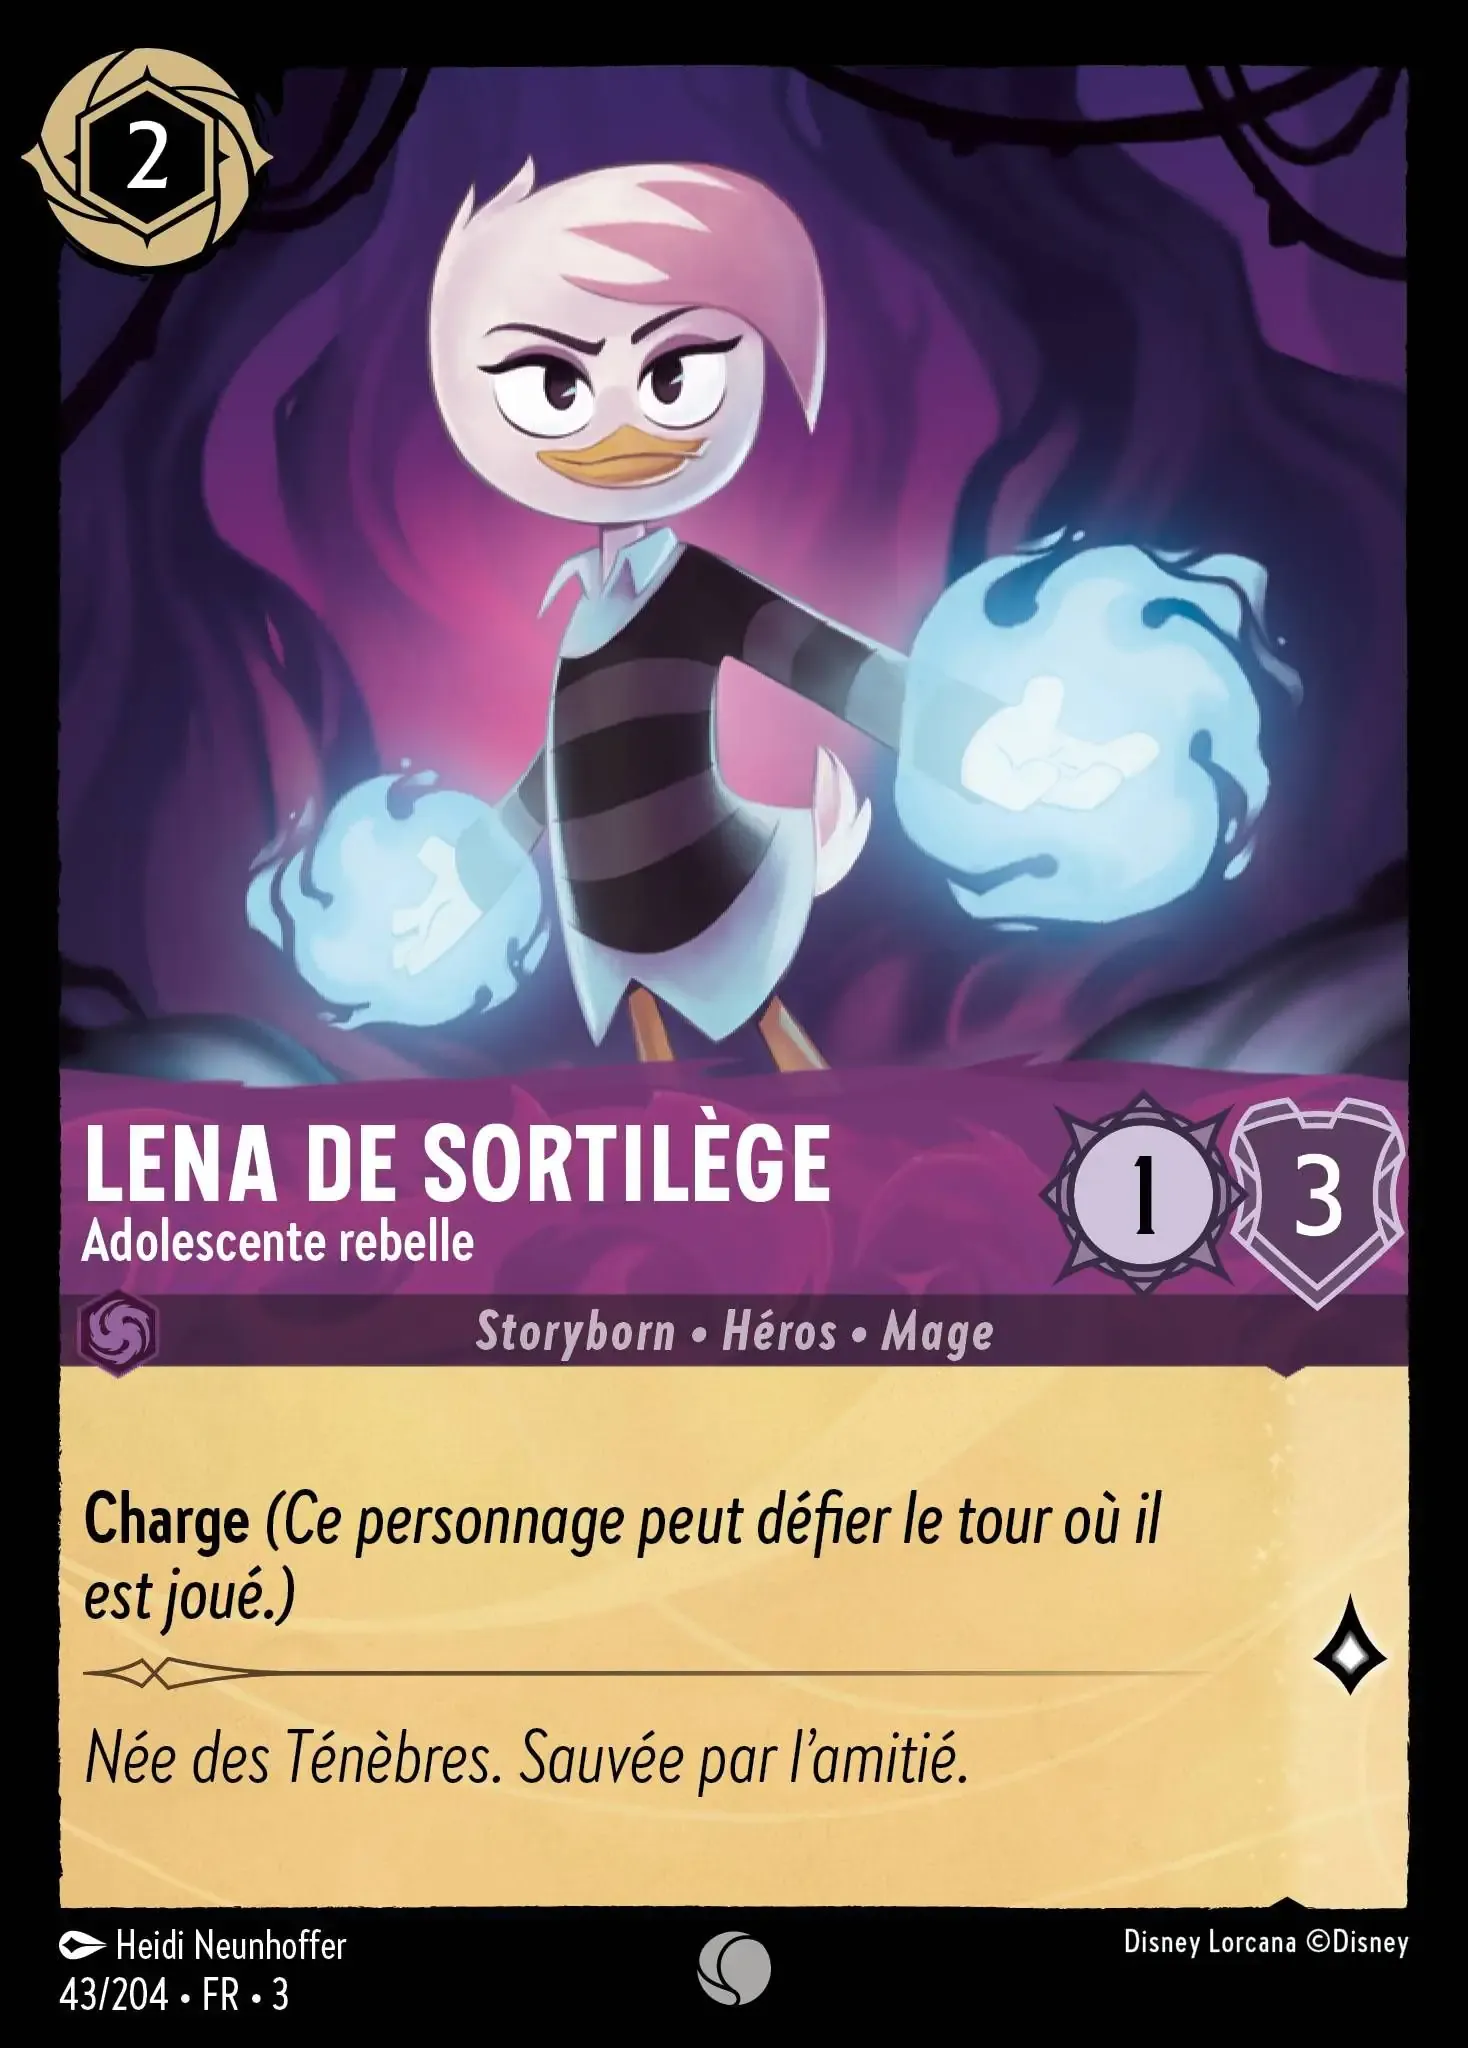 2
LENA DE SORTILÈGE
Adolescente rebelle
1
3
Storyborn • Héros • Mage
Charge (Ce personnage peut défier le tour où il
est joué.)
Née des Ténèbres. Sauvée par l’amitié.
Heidi Neunhoffer
Disney Lorcana ©Disney
43/204 • FR • 3